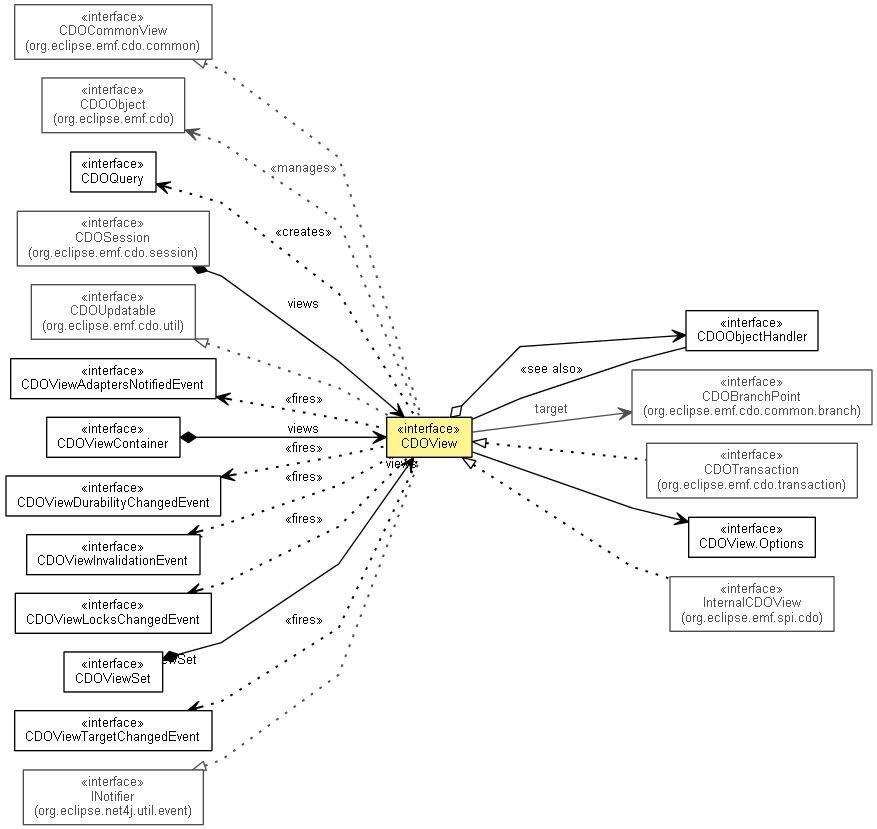 «interface»
CDOCommonView
(org.eclipse.emf.cdo.common)
«interface»
CDOObject
(org.eclipse.emf.cdo)
«manages»
«interface»
CDOQuery
«creates»
«interface»
CDOSession
(org.eclipse.emf.cdo.session)
views
«interface»
CDOUpdatable
(org.eclipse.emf.cdo.util)
«interface»
CDOViewAdaptersNotifiedEvent
«fires»
«interface»
CDOViewContainer
views
«fires»
«interface»
CDOViewDurabilityChangedEvent
«fires»
«interface»
CDOViewInvalidationEvent
«fires»
«interface»
CDOViewLocksChangedEvent
«fires»
«interface»
CDOViewSet
views
«interface»
CDOViewTargetChangedEvent
«interface»
INotifier
(org.eclipse.net4j.util.event)
«interface»
CDOView
«interface»
CDOObjectHandler
«see also»
«interface»
CDOBranchPoint
(org.eclipse.emf.cdo.common.branch)
target
«interface»
CDOTransaction
(org.eclipse.emf.cdo.transaction)
«interface»
CDOView.Options
«interface»
InternalCDOView
(org.eclipse.emf.spi.cdo)